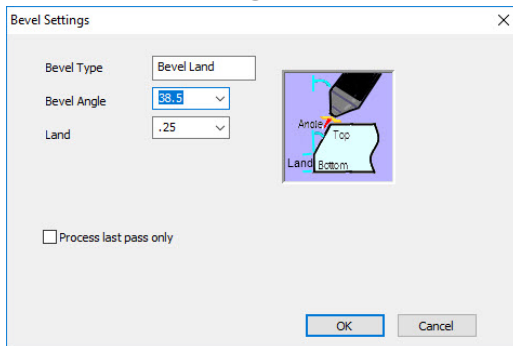 Bevel Settings
Bevel Type
Bevel Land
Bevel Angle
38.5
Land
.25
Angle
Top
Land
Bottom
Process last pass only
OK
Cancel